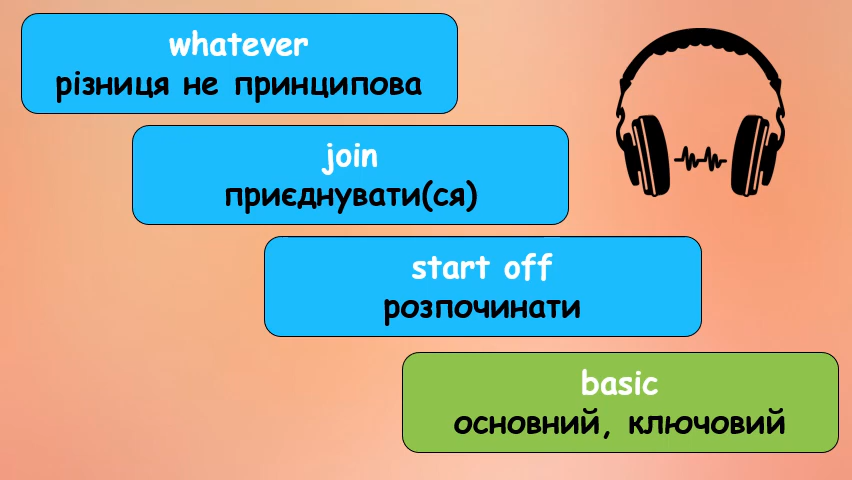 whatever
різниця не принципова
join
приєднувати(ся)
start off
розпочинати
basic
основний, ключовий